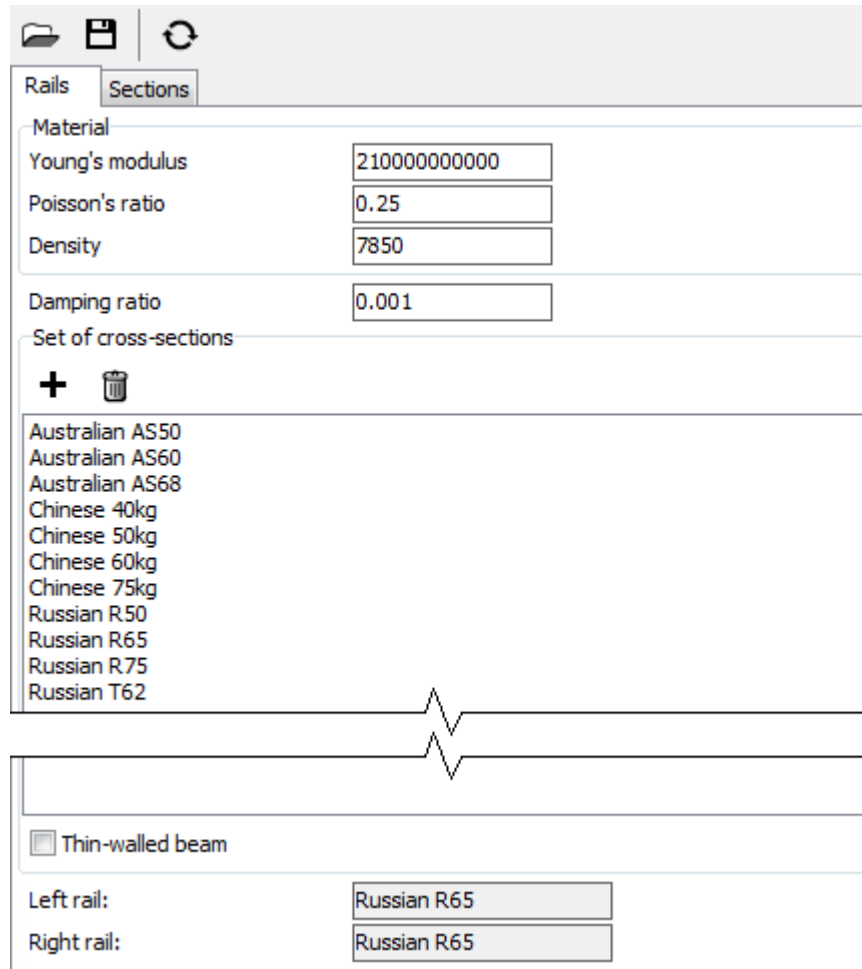 Rails Sections
Material
Young's modulus 210000000000
Poisson's ratio 0.25
Density 7850
Damping ratio 0.001
Set of cross-sections
Australian AS50
Australian AS60
Australian AS68
Chinese 40kg
Chinese 50kg
Chinese 60kg
Chinese 75kg
Russian R50
Russian R65
Russian R75
Russian T62
Thin-walled beam
Left rail: Russian R65
Right rail: Russian R65